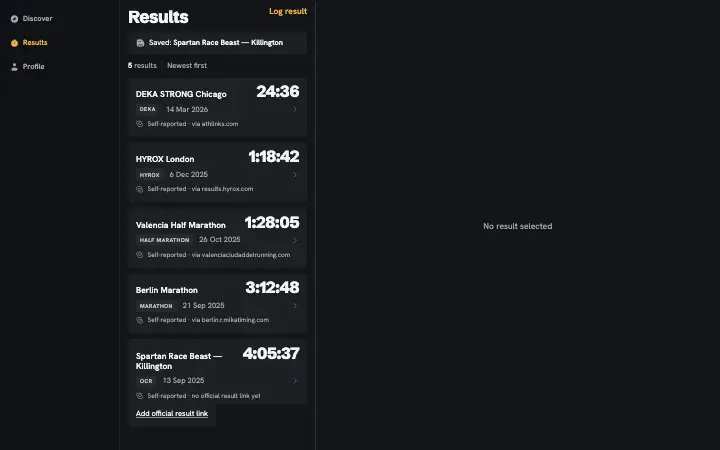 Discover
Results
Profile
Results
Log result
Saved: Spartan Race Beast — Killington
5 results
Newest first
DEKA STRONG Chicago
24:36
DEKA
14 Mar 2026
Self-reported · via athlinks.com
HYROX London
1:18:42
HYROX
6 Dec 2025
Self-reported · via results.hyrox.com
Valencia Half Marathon
1:28:05
HALF MARATHON
26 Oct 2025
Self-reported · via valenciaciudaddelrunning.com
Berlin Marathon
3:12:48
MARATHON
21 Sep 2025
Self-reported · via berlin.r.mikatiming.com
Spartan Race Beast —
Killington
4:05:37
OCR
13 Sep 2025
Self-reported · no official result link yet
Add official result link
No result selected